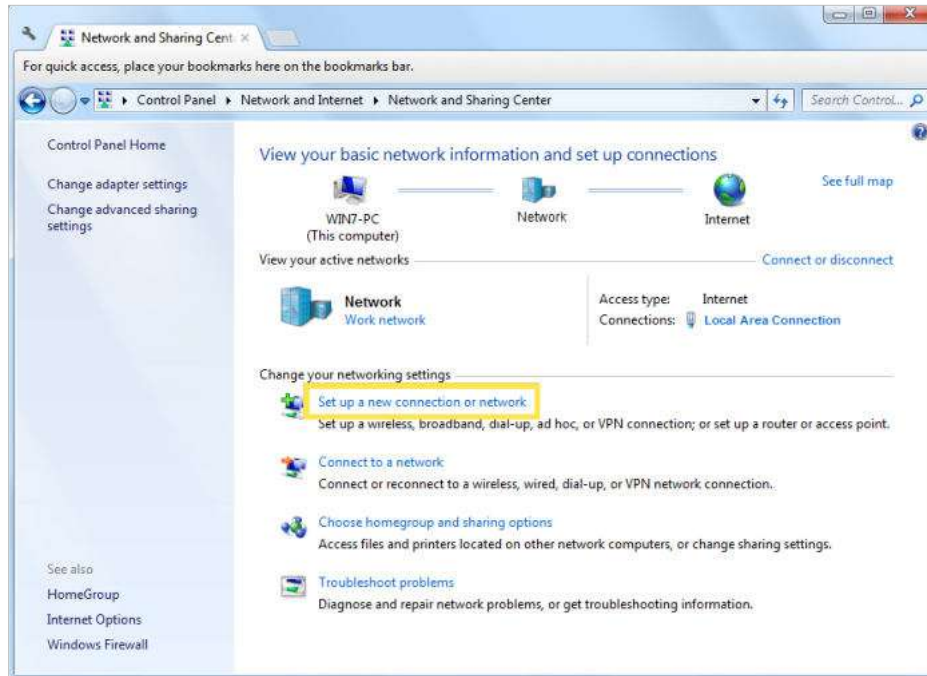 Network and Sharing Cent
For quick access, place your bookmarks here on the bookmarks bar.
Control Panel Network and Internet Network and Sharing Center Search Control...
Control Panel Home
Change adapter settings
Change advanced sharing
settings
View your basic network information and set up connections
See full map
WIN7-PC
(This computer)
Network
Internet
View your active networks
Connect or disconnect
Network
Work network
Access type: Internet
Connections: Local Area Connection
Change your networking settings
Set up a new connection or network
Set up a wireless, broadband, dial-up, ad hoc, or VPN connection; or set up a router or access point.
Connect to a network
Connect or reconnect to a wireless, wired, dial-up, or VPN network connection.
Choose homegroup and sharing options
Access files and printers located on other network computers, or change sharing settings.
Troubleshoot problems
Diagnose and repair network problems, or get troubleshooting information.
See also
HomeGroup
Internet Options
Windows Firewall